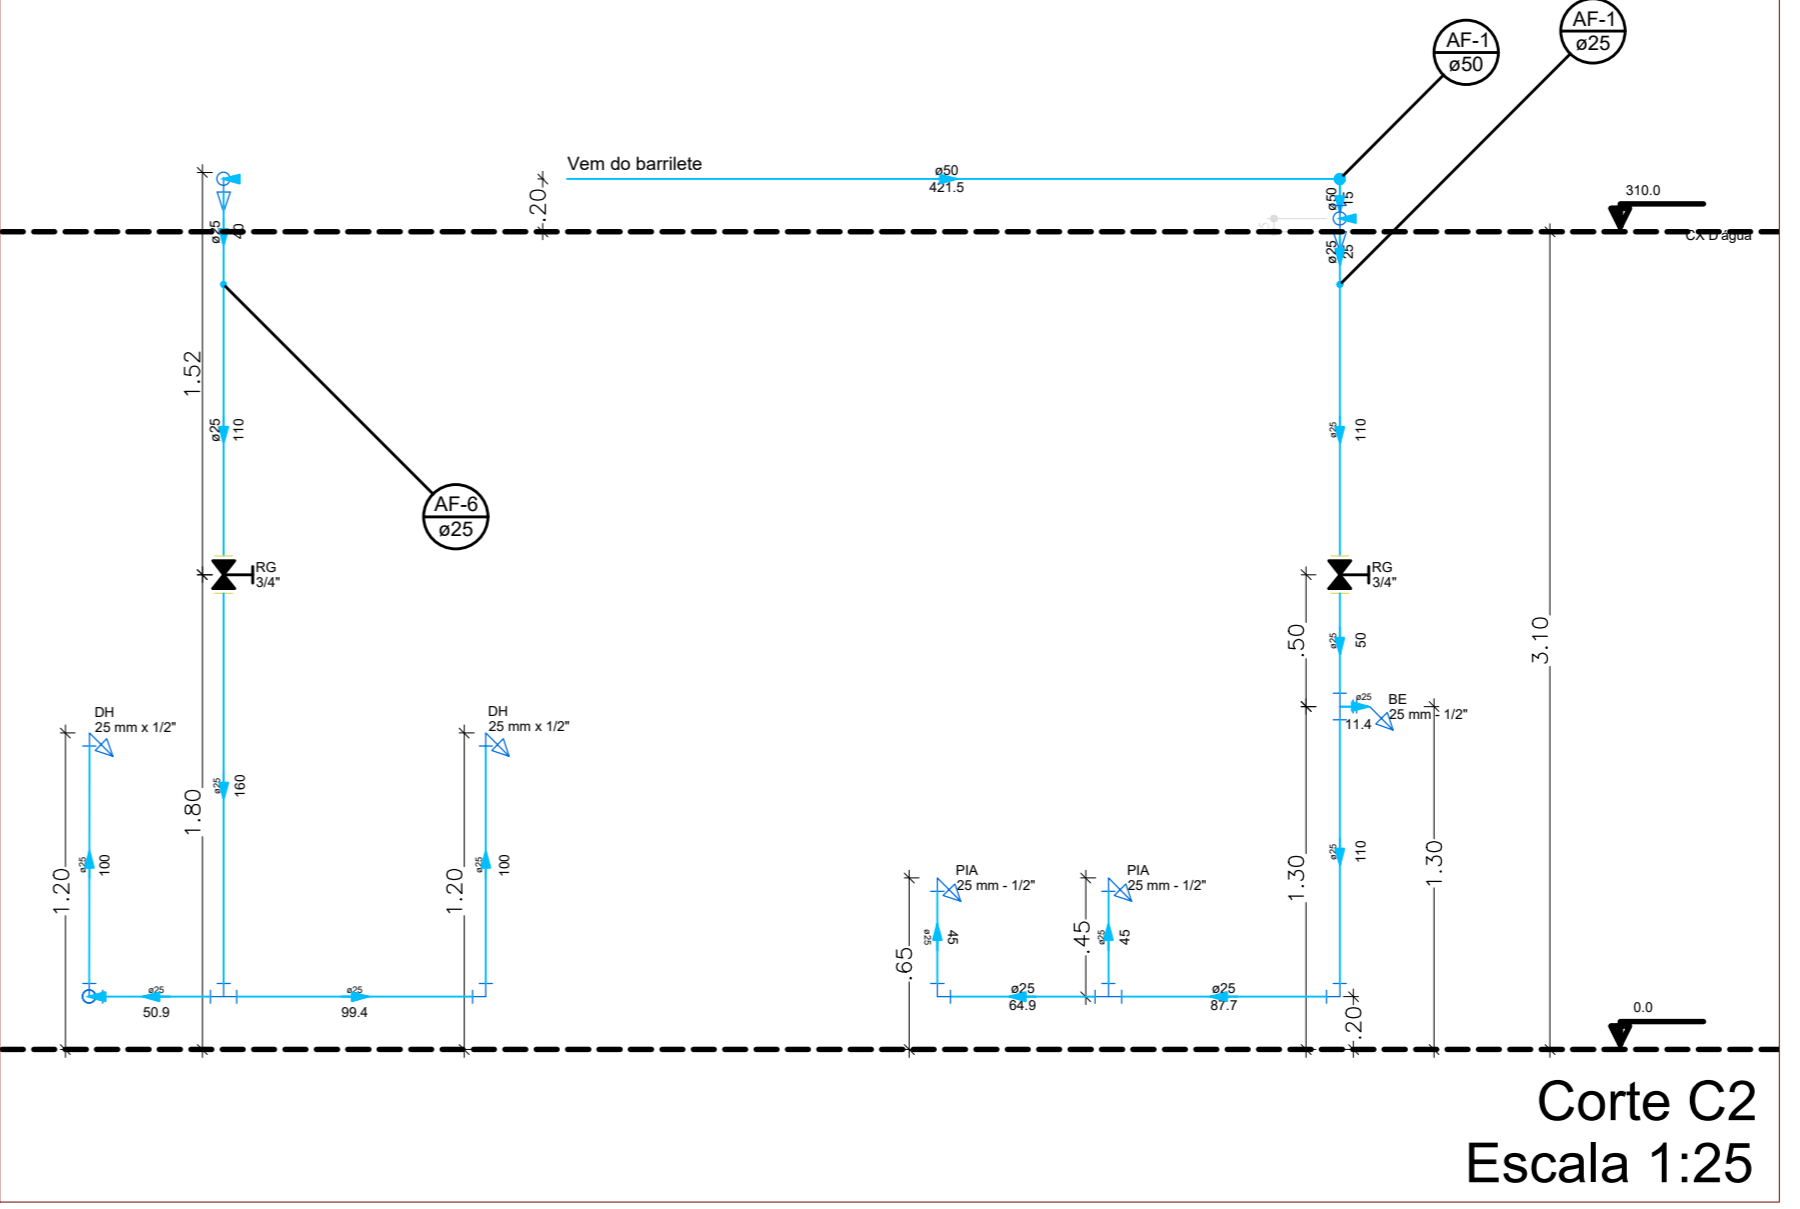 AF-1
ø25
AF-1
ø50
Vem do barrilete
ø50
421.5
.20
ø50
15
310.0
CX D'água
ø25
40
ø25
25
1.52
ø25
110
ø25
110
AF-6
ø25
RG
3/4"
RG
3/4"
.50
ø25
50
3.10
DH
25 mm x 1/2"
DH
25 mm x 1/2"
ø25
11.4
BE
25 mm - 1/2"
1.80
ø25
160
1.20
ø25
100
1.20
ø25
100
PIA
25 mm - 1/2"
PIA
25 mm - 1/2"
1.30
ø25
110
1.30
.65
ø25
45
.45
ø25
45
ø25
50.9
ø25
99.4
ø25
64.9
ø25
87.7
.20
0.0
Corte C2
Escala 1:25